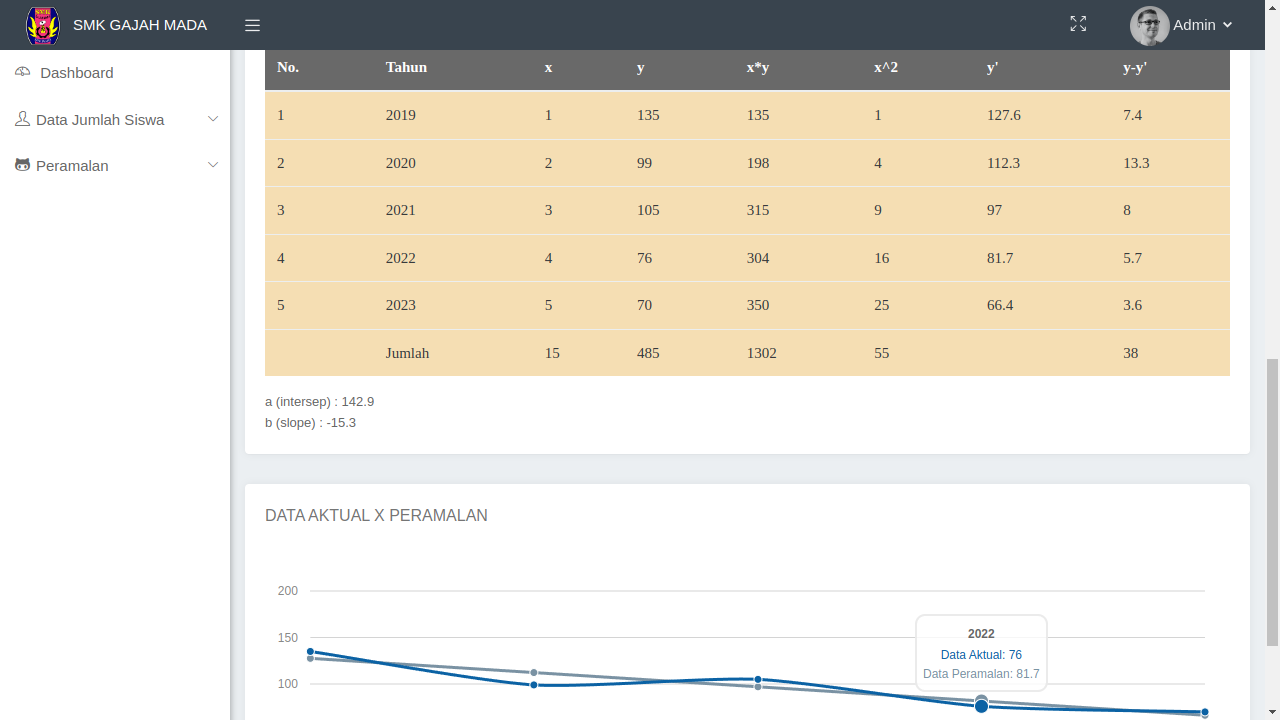 SMK GAJAH MADA
Admin
Dashboard
Data Jumlah Siswa
Peramalan
No. Tahun x y x*y x^2 y' y-y'
1 2019 1 135 135 1 127.6 7.4
2 2020 2 99 198 4 112.3 13.3
3 2021 3 105 315 9 97 8
4 2022 4 76 304 16 81.7 5.7
5 2023 5 70 350 25 66.4 3.6
Jumlah 15 485 1302 55 38
a (intersep) : 142.9
b (slope) : -15.3
DATA AKTUAL X PERAMALAN
200
150
100
2022
Data Aktual: 76
Data Peramalan: 81.7